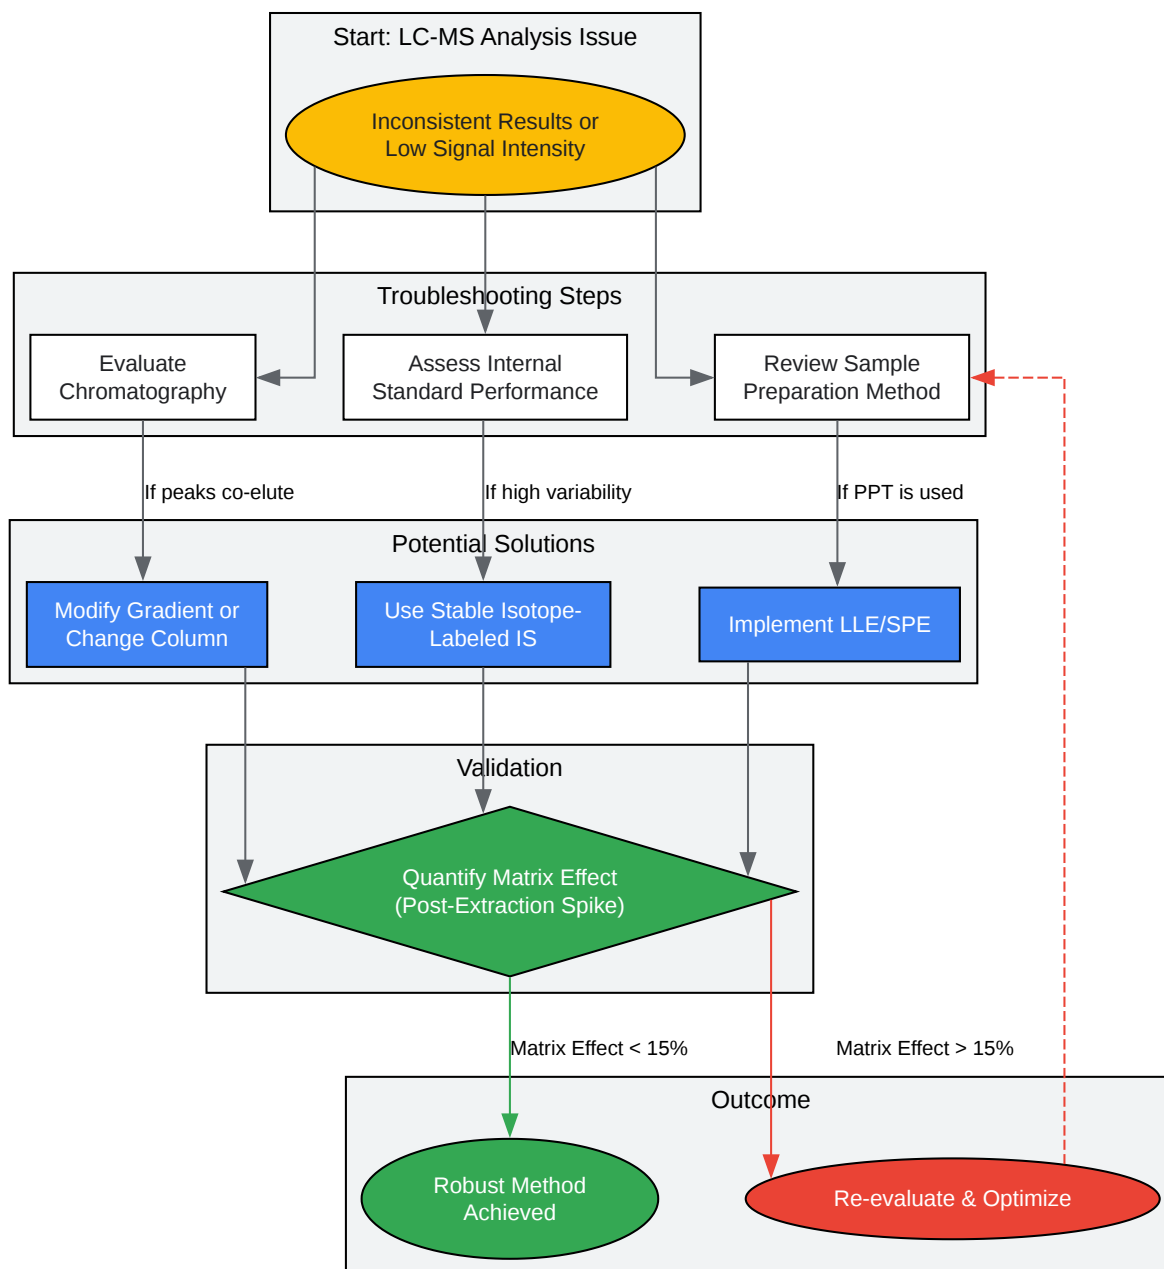 Start: LC-MS Analysis Issue
Inconsistent Results or
Low Signal Intensity
Troubleshooting Steps
Evaluate
Chromatography
Assess Internal
Standard Performance
Review Sample
Preparation Method
If peaks co-elute
If high variability
If PPT is used
Potential Solutions
Modify Gradient or
Change Column
Use Stable Isotope-
Labeled IS
Implement LLE/SPE
Validation
Quantify Matrix Effect
(Post-Extraction Spike)
Matrix Effect < 15%
Matrix Effect > 15%
Outcome
Robust Method
Achieved
Re-evaluate & Optimize